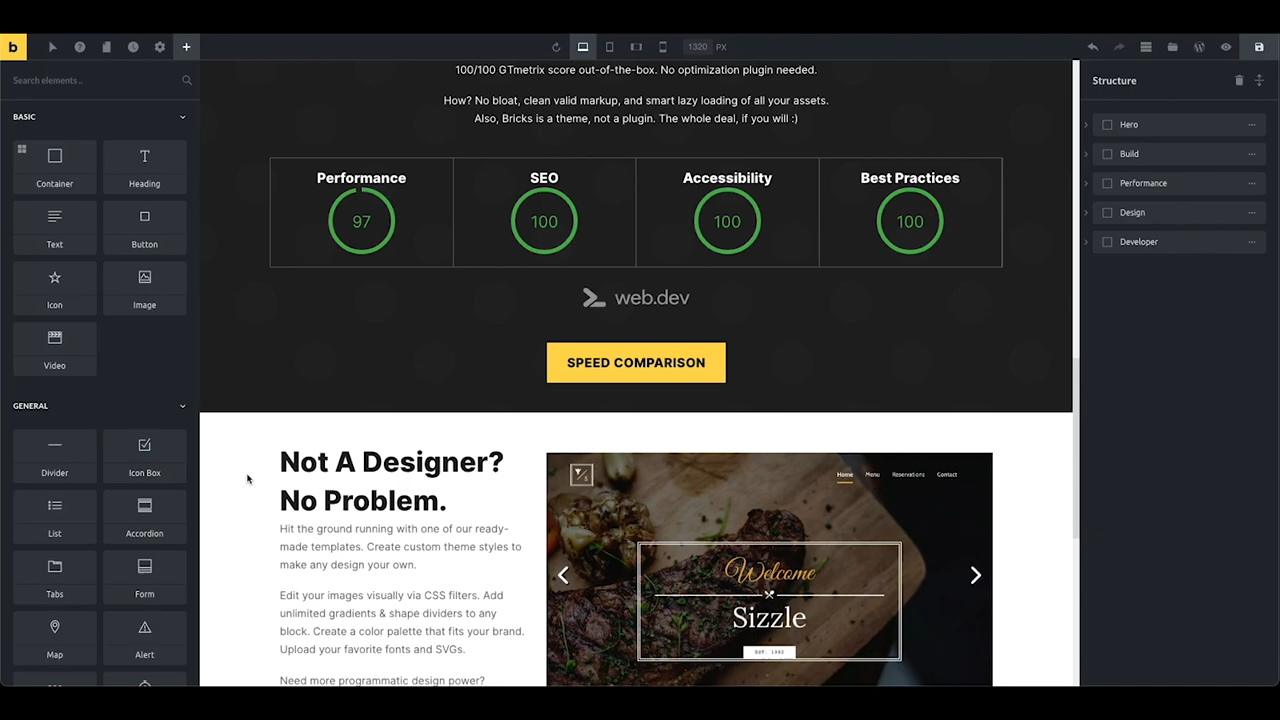 b
1320 PX
Search elements ..
BASIC
Container
Heading
Text
Button
Icon
Image
Video
GENERAL
Divider
Icon Box
List
Accordion
Tabs
Form
Map
Alert
100/100 GTmetrix score out-of-the-box. No optimization plugin needed.
How? No bloat, clean valid markup, and smart lazy loading of all your assets.
Also, Bricks is a theme, not a plugin. The whole deal, if you will :)
Performance
97
SEO
100
Accessibility
100
Best Practices
100
web.dev
SPEED COMPARISON
Not A Designer?
No Problem.
Hit the ground running with one of our ready-
made templates. Create custom theme styles to
make any design your own.
Edit your images visually via CSS filters. Add
unlimited gradients & shape dividers to any
block. Create a color palette that fits your brand.
Upload your favorite fonts and SVGs.
Need more programmatic design power?
Home Menu Reservations Contact
Welcome
Sizzle
EST. 1982
Structure
Hero
Build
Performance
Design
Developer